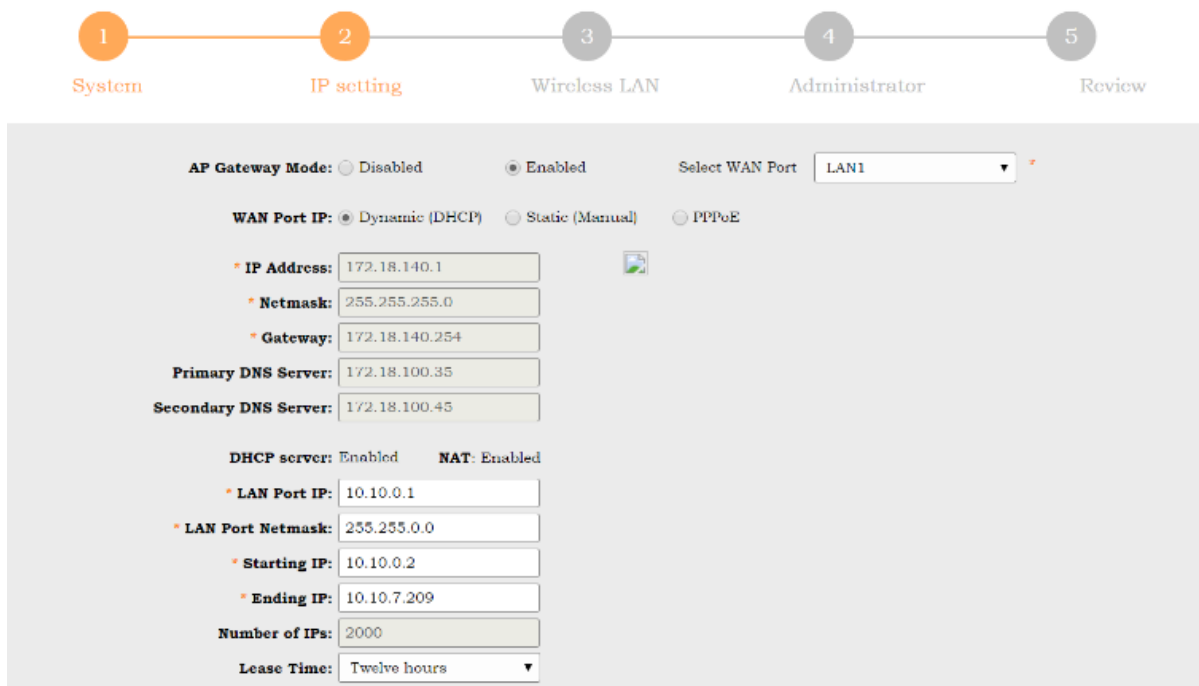 1 2 3 4 5
System IP setting Wireless LAN Administrator Review
AP Gateway Mode: Disabled Enabled Select WAN Port LAN1 *
WAN Port IP: Dynamic (DHCP) Static (Manual) PPPoE
* IP Address: 172.18.140.1
* Netmask: 255.255.255.0
* Gateway: 172.18.140.254
Primary DNS Server: 172.18.100.35
Secondary DNS Server: 172.18.100.45
DHCP server: Enabled NAT: Enabled
* LAN Port IP: 10.10.0.1
* LAN Port Netmask: 255.255.0.0
* Starting IP: 10.10.0.2
* Ending IP: 10.10.7.209
Number of IPs: 2000
Lease Time: Twelve hours